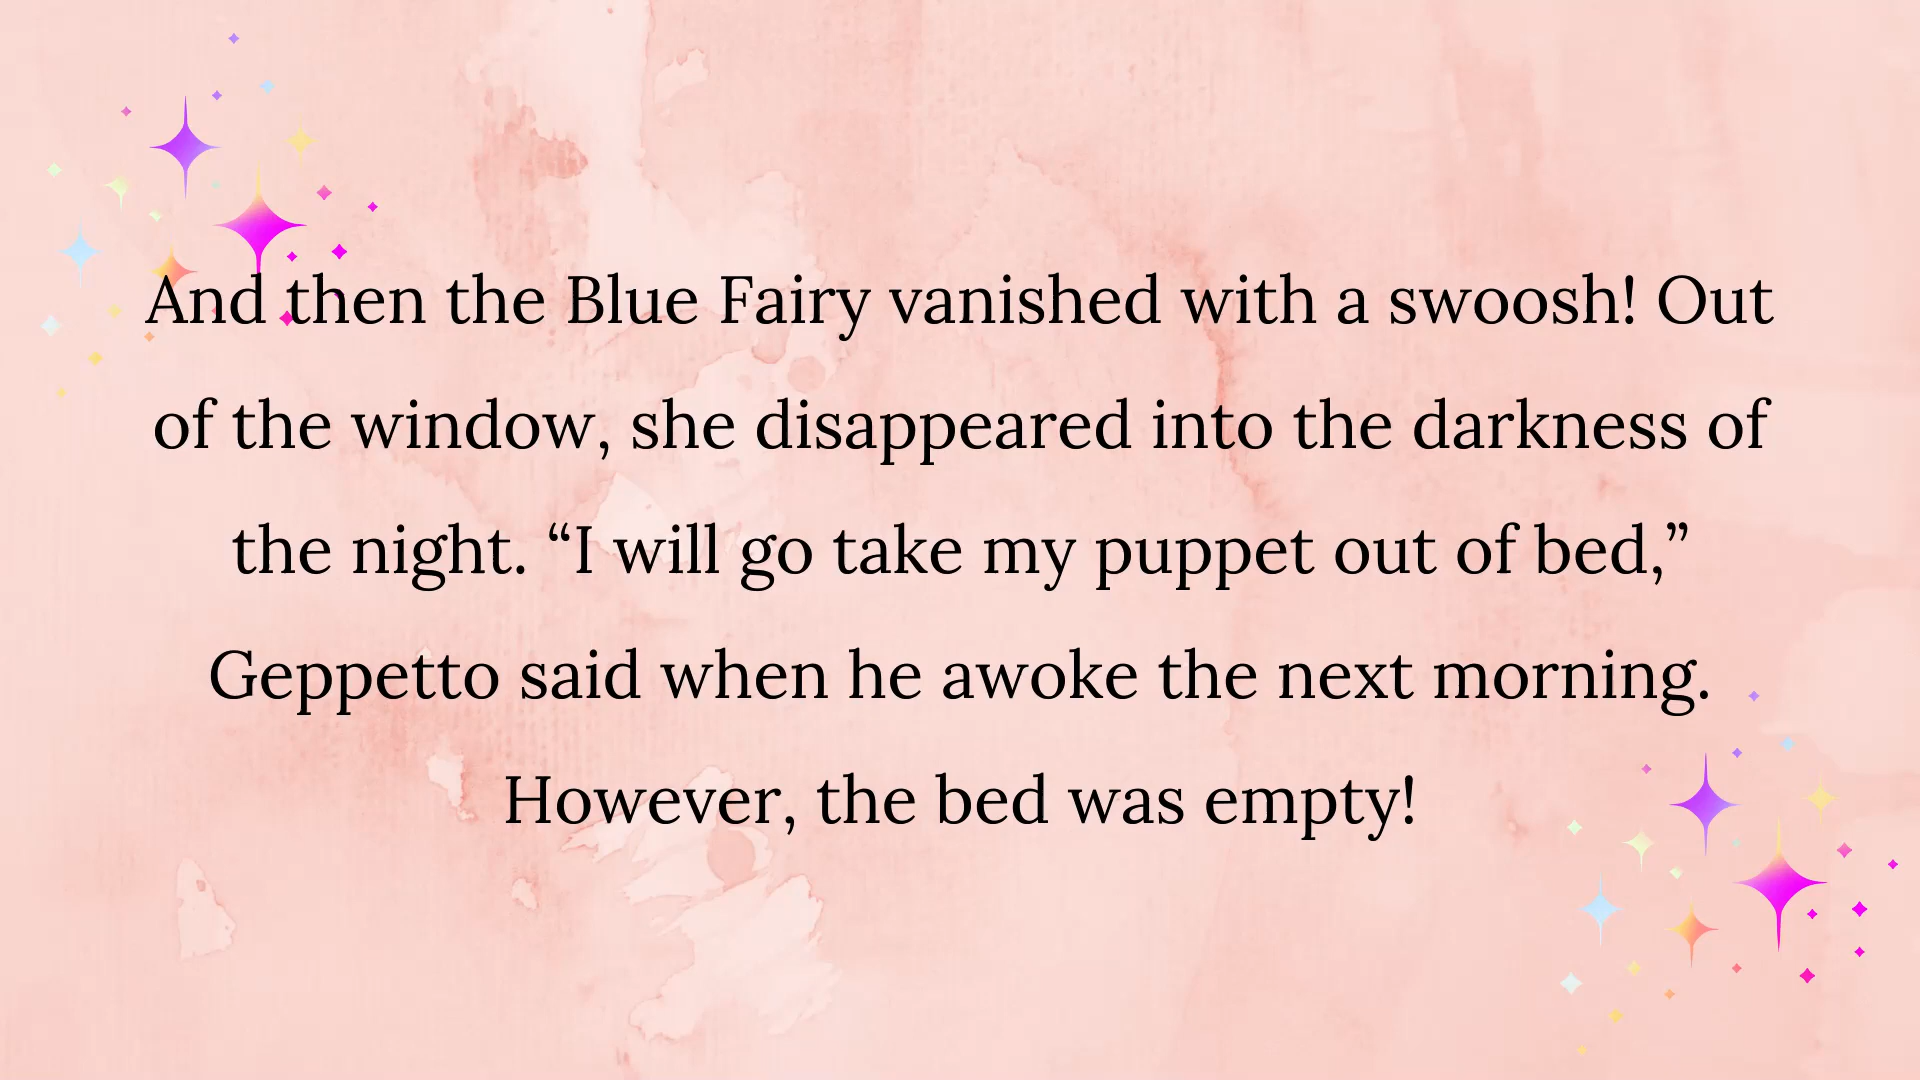 And then the Blue Fairy vanished with a swoosh! Out
of the window, she disappeared into the darkness of
the night. “I will go take my puppet out of bed,”
Geppetto said when he awoke the next morning.
However, the bed was empty!